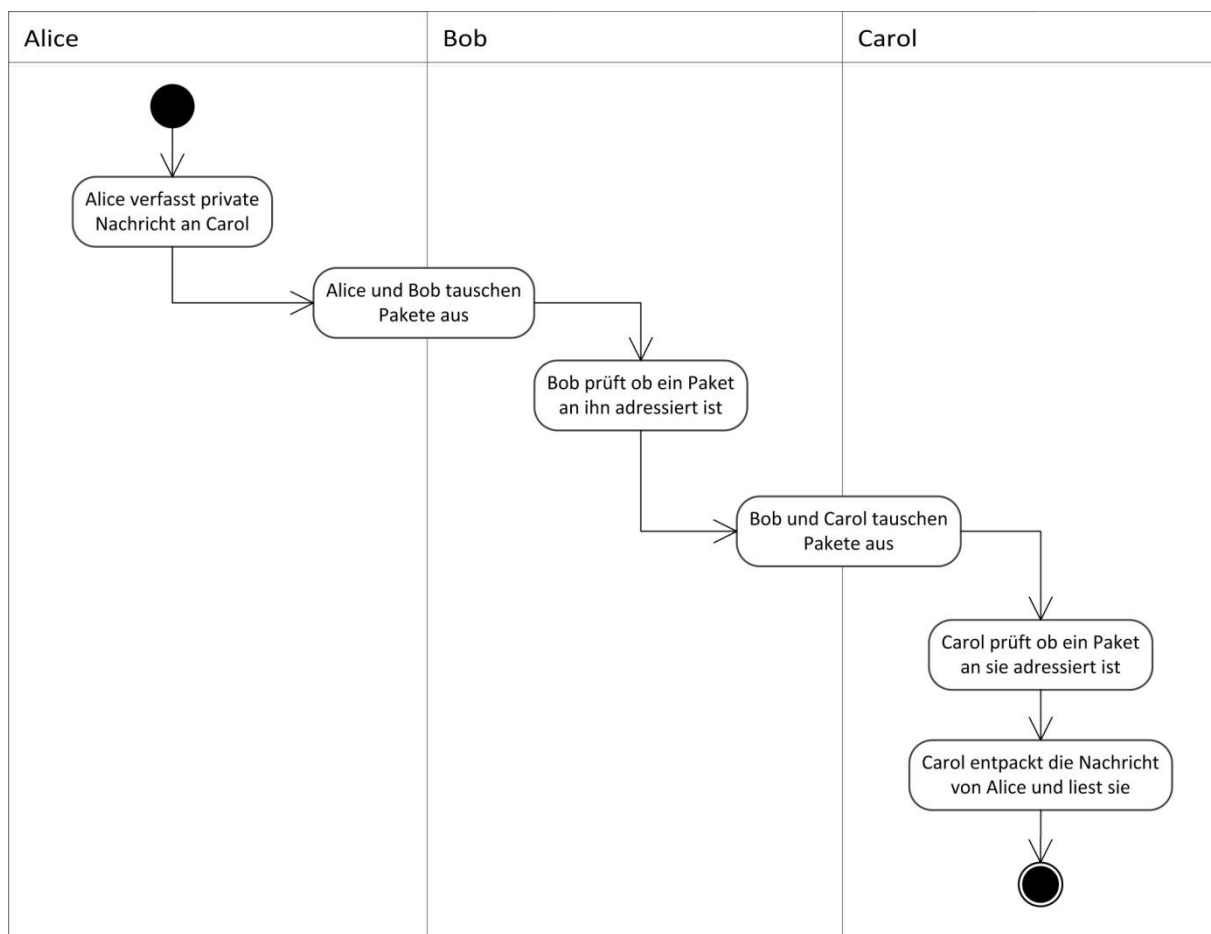 Alice
Bob
Carol
Alice verfasst private
Nachricht an Carol
Alice und Bob tauschen
Pakete aus
Bob prüft ob ein Paket
an ihn adressiert ist
Bob und Carol tauschen
Pakete aus
Carol prüft ob ein Paket
an sie adressiert ist
Carol entpackt die Nachricht
von Alice und liest sie